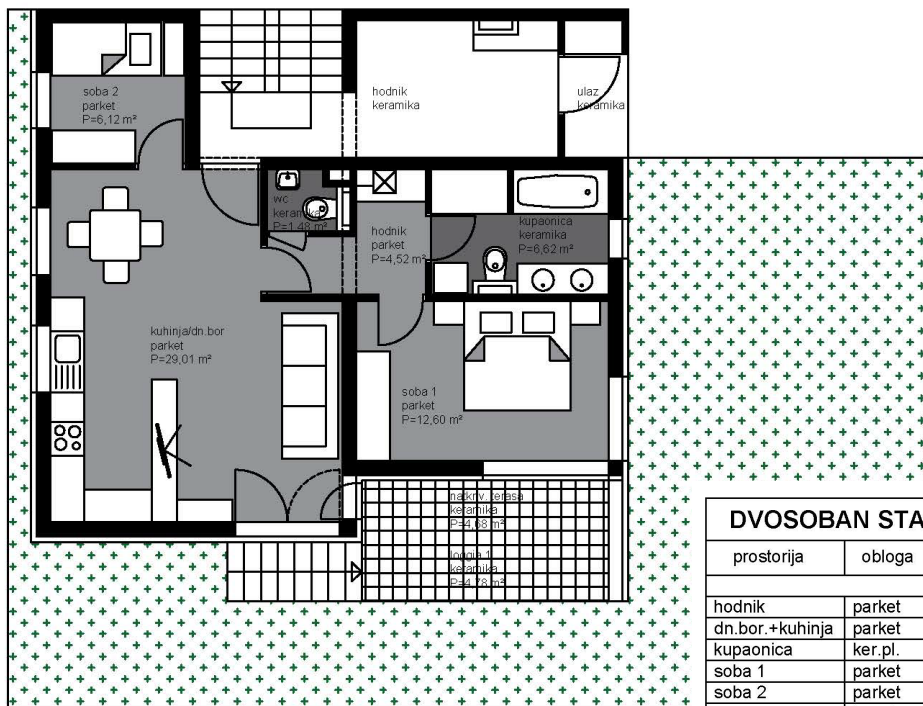 soba 2
parket
P=6,12 m²
hodnik
keramika
ulaz
keramika
wc
keramika
P=1,48 m²
hodnik
parket
P=4,52 m²
kupaonica
keramika
P=6,62 m²
kuhinja/dn.bor
parket
P=29,01 m²
soba 1
parket
P=12,60 m²
natkriv. terasa
keramika
P=4,68 m²
loggia 1
keramika
P=4,78 m²
DVOSOBAN STA
prostorija obloga
hodnik parket
dn.bor.+kuhinja parket
kupaonica ker.pl.
soba 1 parket
soba 2 parket